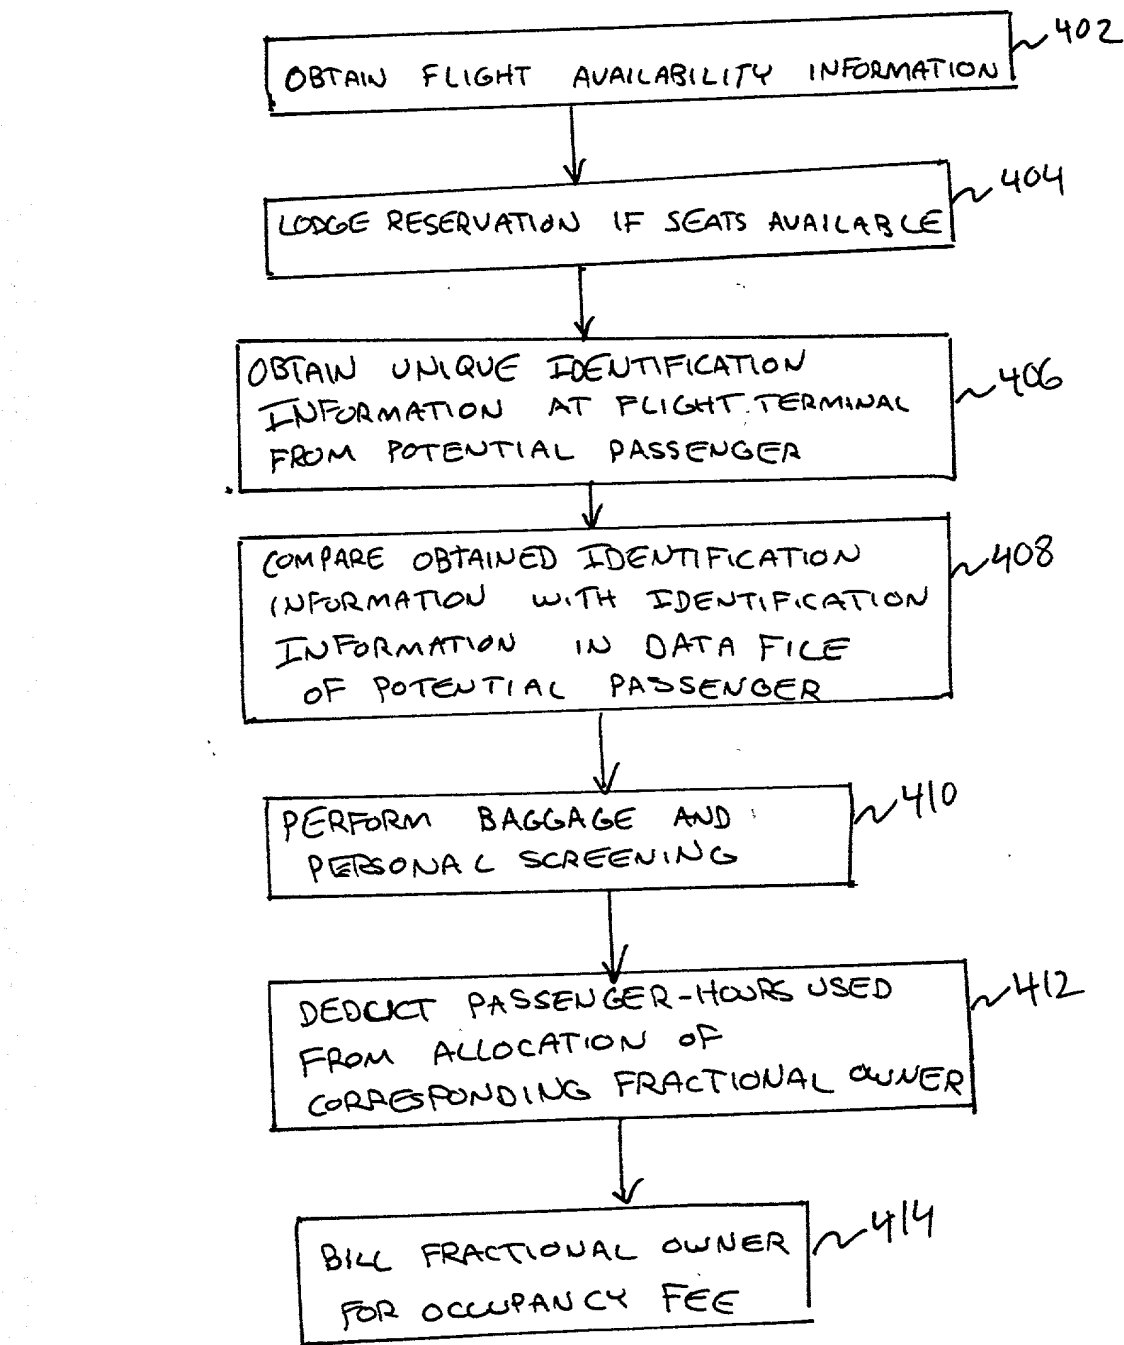 OBTAIN FLIGHT AVAILABILITY INFORMATION
402
LODGE RESERVATION IF SEATS AVAILABLE
404
OBTAIN UNIQUE IDENTIFICATION
INFORMATION AT FLIGHT TERMINAL
FROM POTENTIAL PASSENGER
406
COMPARE OBTAINED IDENTIFICATION
INFORMATION WITH IDENTIFICATION
INFORMATION IN DATA FILE
OF POTENTIAL PASSENGER
408
PERFORM BAGGAGE AND
PERSONAL SCREENING
410
DEDUCT PASSENGER-HOURS USED
FROM ALLOCATION OF
CORRESPONDING FRACTIONAL OWNER
412
BILL FRACTIONAL OWNER
FOR OCCUPANCY FEE
414